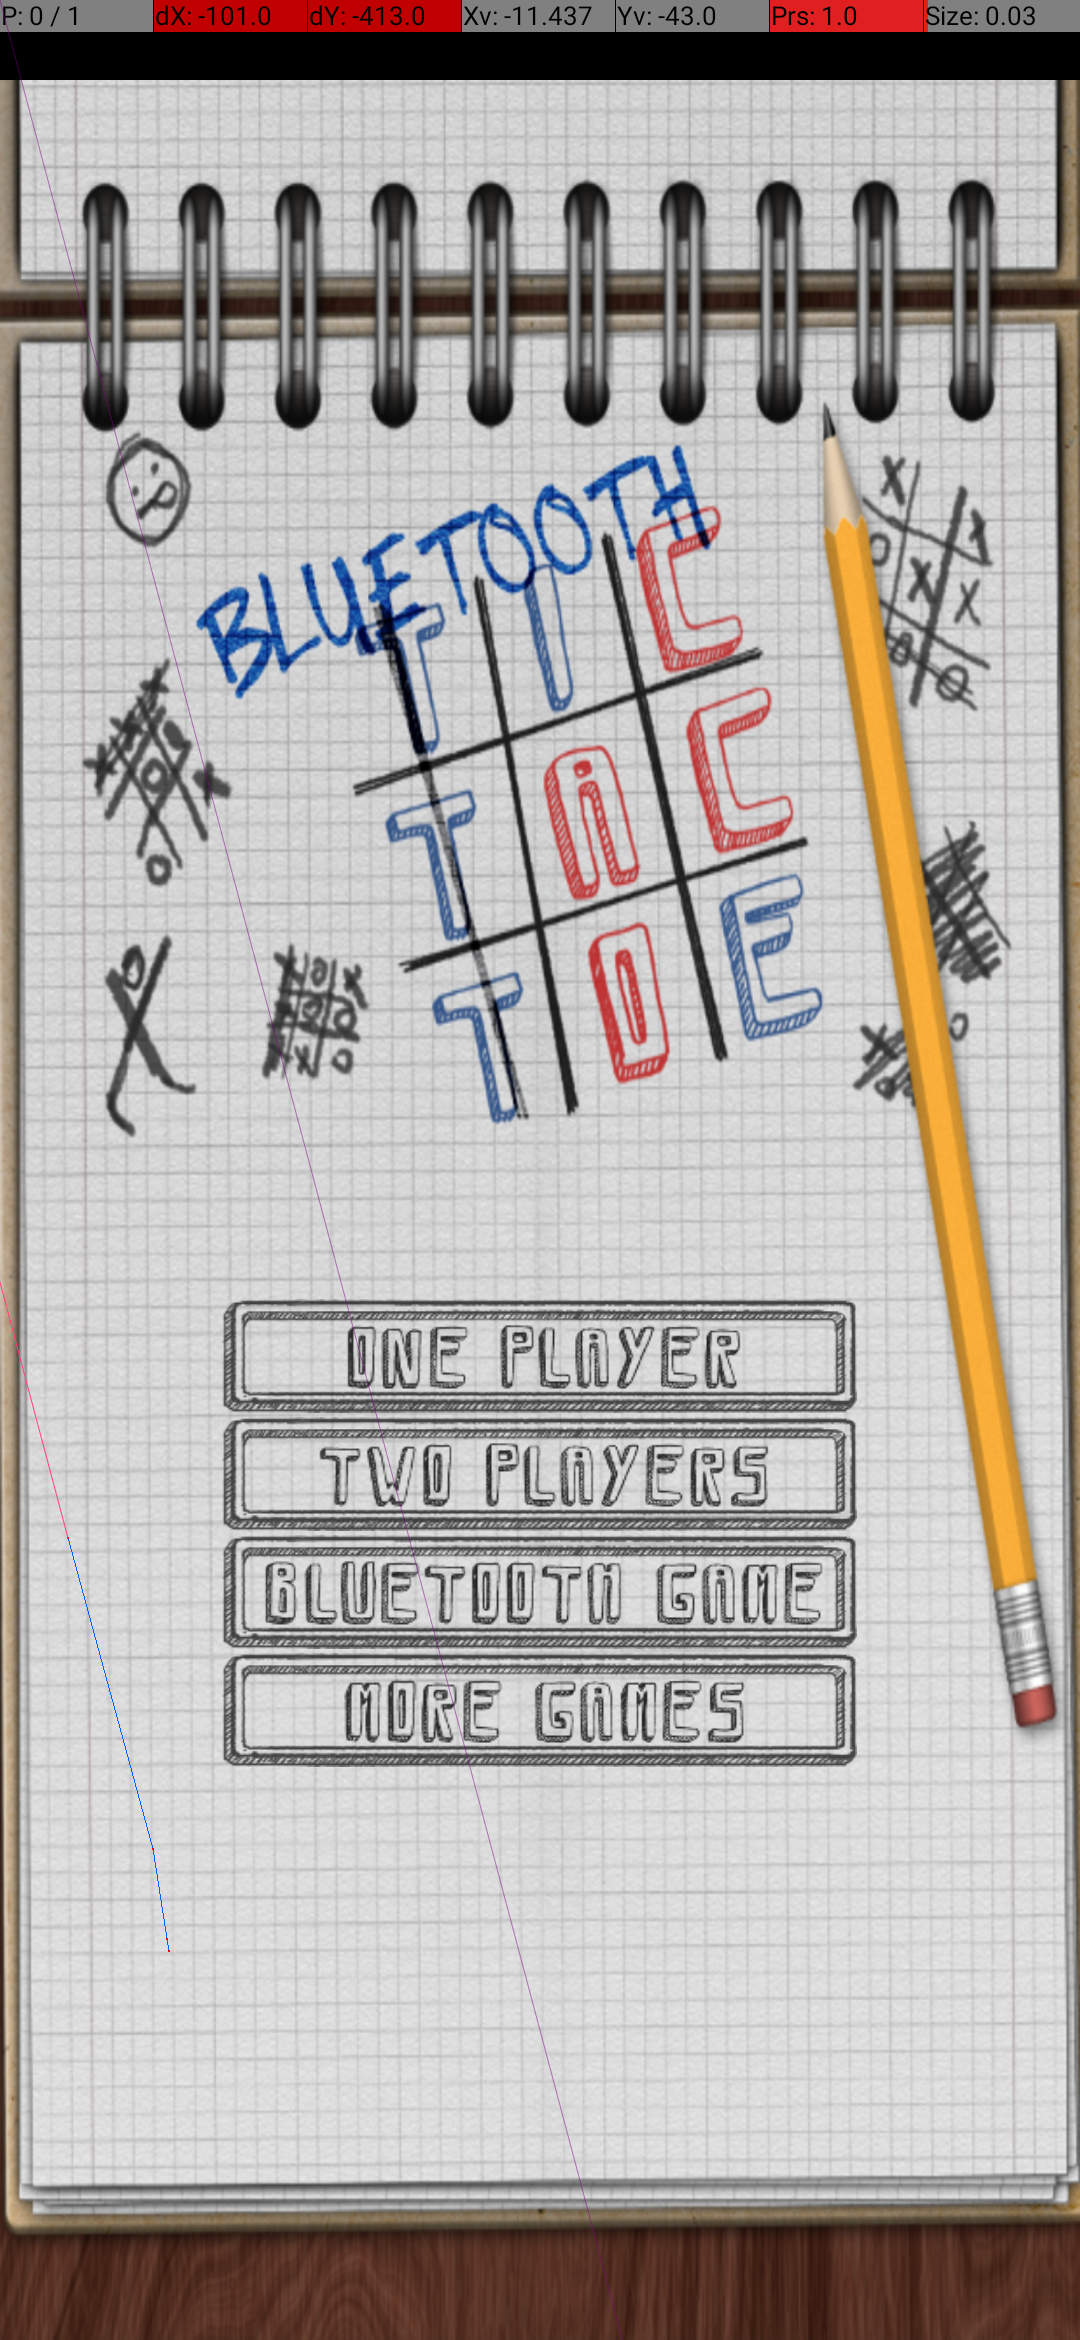 P: 0 / 1 dX: -101.0 dY: -413.0 Xv: -11.437 Yv: -43.0 Prs: 1.0 Size: 0.03
BLUETOOTH
TIC
TAC
TOE
ONE PLAYER
TWO PLAYERS
BLUETOOTH GAME
MORE GAMES